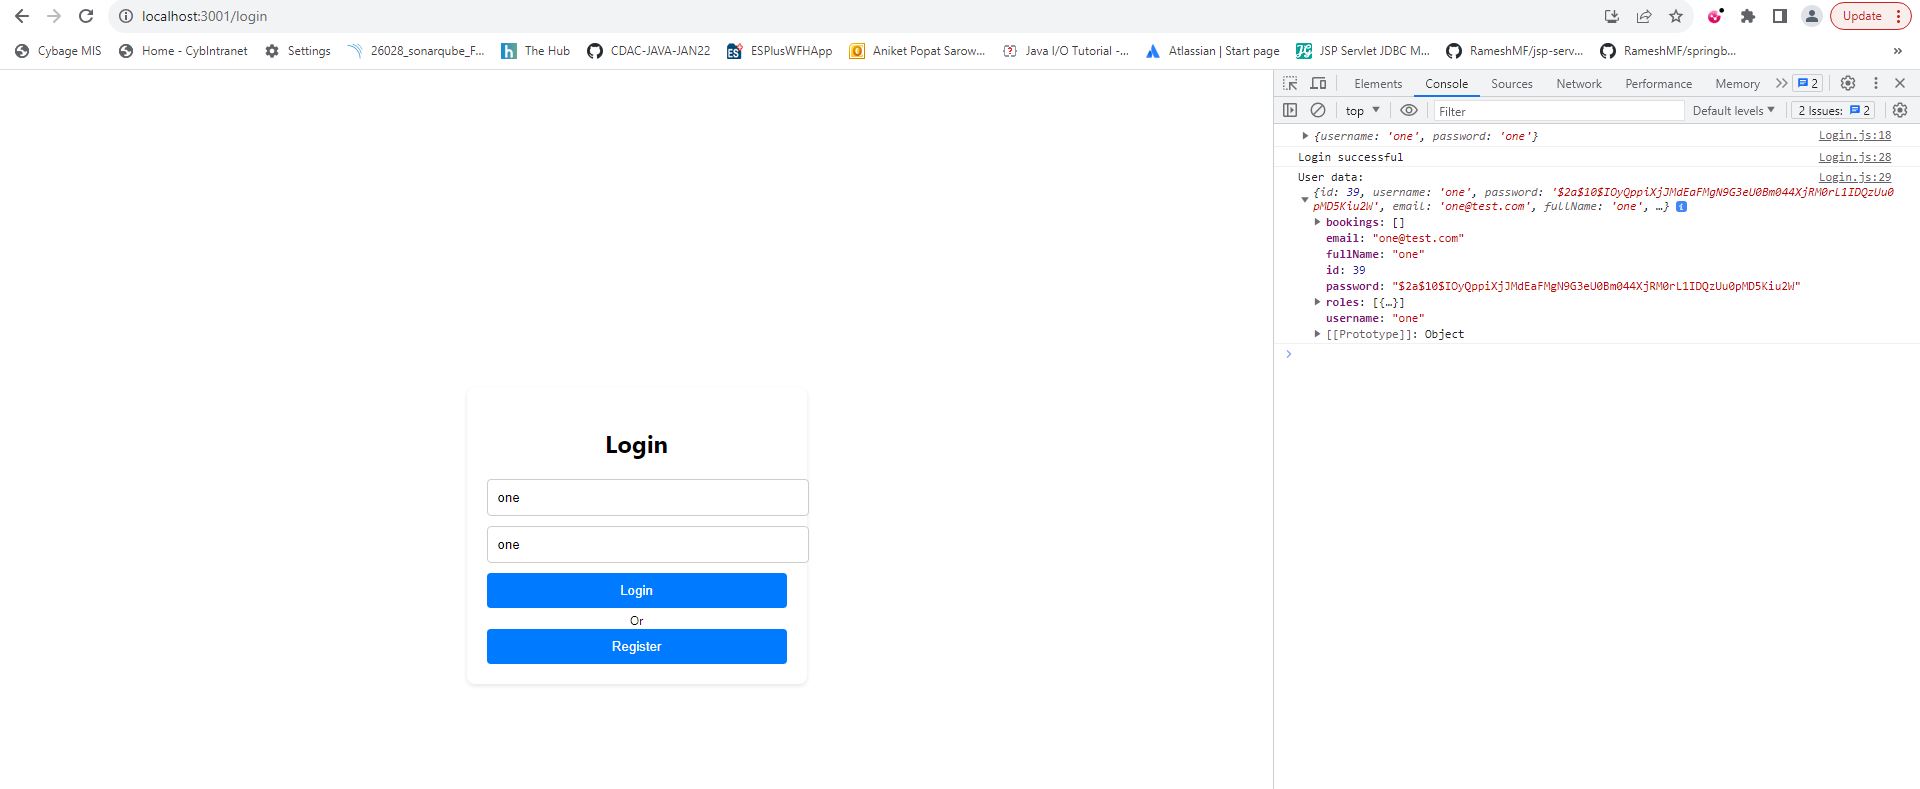 localhost:3001/login
Update
Cybage MIS Home - CybIntranet Settings 26028_sonarqube_F... The Hub CDAC-JAVA-JAN22 ESPlusWFHApp Aniket Popat Sarow... Java I/O Tutorial -... Atlassian | Start page JSP Servlet JDBC M... RameshMF/jsp-serv... RameshMF/springb... »
Elements Console Sources Network Performance Memory 2
top Filter Default levels 2 Issues: 2
{username: 'one', password: 'one'} Login.js:18
Login successful Login.js:28
User data: Login.js:29
{id: 39, username: 'one', password: '$2a$10$IOyQppiXjJMdEaFMgN9G3eU0Bm044XjRM0rL1IDQzUu0
pMD5Kiu2W', email: 'one@test.com', fullName: 'one', …}
bookings: []
email: "one@test.com"
fullName: "one"
id: 39
password: "$2a$10$IOyQppiXjJMdEaFMgN9G3eU0Bm044XjRM0rL1IDQzUu0pMD5Kiu2W"
roles: [{…}]
username: "one"
[[Prototype]]: Object
Login
one
one
Login
Or
Register